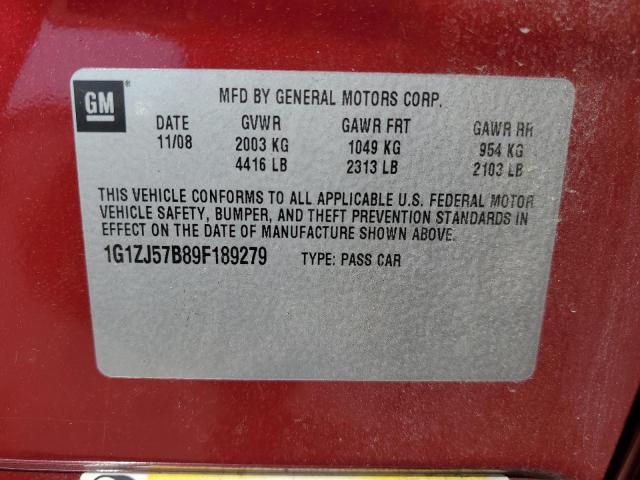 GM ®
MFD BY GENERAL MOTORS CORP.
DATE GVWR GAWR FRT GAWR RR
11/08 2003 KG 1049 KG 954 KG
4416 LB 2313 LB 2103 LB
THIS VEHICLE CONFORMS TO ALL APPLICABLE U.S. FEDERAL MOTOR
VEHICLE SAFETY, BUMPER, AND THEFT PREVENTION STANDARDS IN
EFFECT ON THE DATE OF MANUFACTURE SHOWN ABOVE.
1G1ZJ57B89F189279 TYPE: PASS CAR